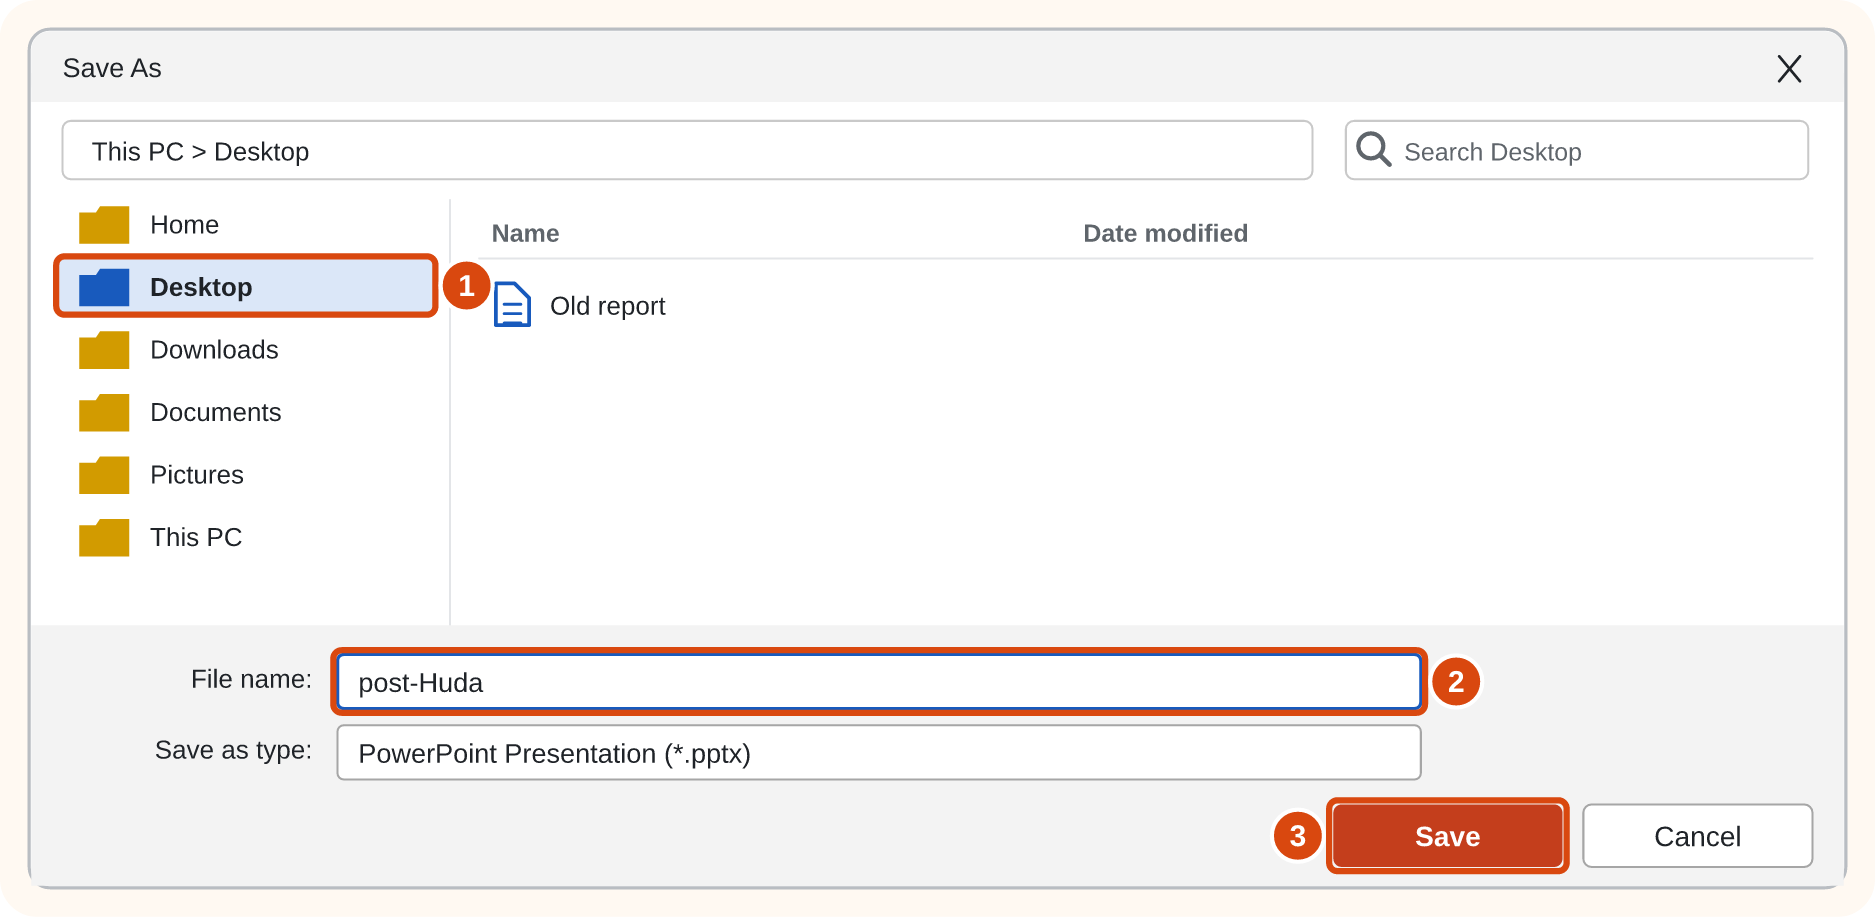 Save As
This PC > Desktop
Search Desktop
Home
Desktop
1
Downloads
Documents
Pictures
This PC
Name
Date modified
Old report
File name:
post-Huda
2
Save as type:
PowerPoint Presentation (*.pptx)
3
Save
Cancel